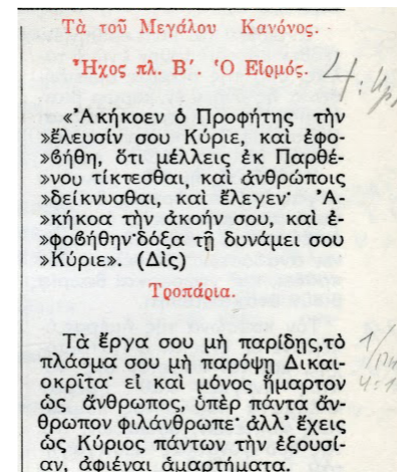 Τὰ τοῦ Μεγάλου Κανόνος.
Ἦχος πλ. Β΄. Ὁ Εἱρμός.
«Ἀκήκοεν ὁ Προφήτης τὴν
»ἔλευσίν σου Κύριε, καὶ ἐφο-
»βήθη, ὅτι μέλλεις ἐκ Παρθέ-
»νου τίκτεσθαι, καὶ ἀνθρώποις
»δείκνυσθαι, καὶ ἔλεγεν· Ἀ-
»κήκοα τὴν ἀκοήν σου, καὶ ἐ-
»φοβήθην·δόξα τῇ δυνάμει σου
»Κύριε». (Δὶς)
Τροπάρια.
Τὰ ἔργα σου μὴ παρίδῃς,τὸ
πλάσμα σου μὴ παρόψῃ Δικαι-
οκρῖτα· εἰ καὶ μόνος ἥμαρτον
ὡς ἄνθρωπος, ὑπὲρ πάντα ἄν-
θρωπον φιλάνθρωπε· ἀλλ' ἔχεις
ὡς Κύριος πάντων τὴν ἐξουσί-
αν, ἀφιέναι ἁμαρτήματα.